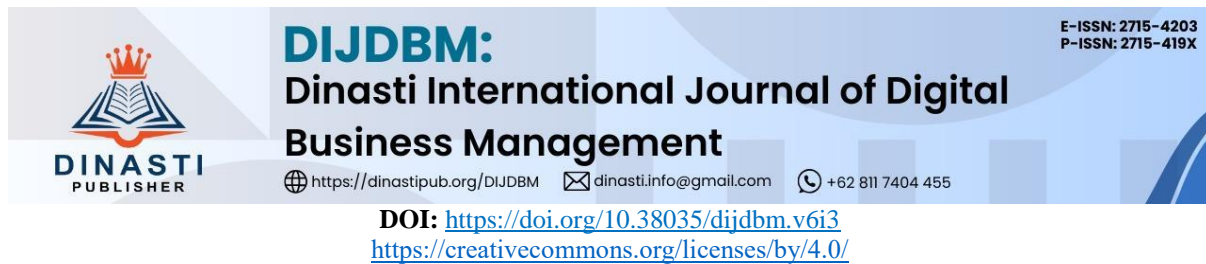 E-ISSN: 2715-4203
P-ISSN: 2715-419X
DIJDBM:
Dinasti International Journal of Digital
Business Management
DINASTI
PUBLISHER
https://dinastipub.org/DIJDBM dinasti.info@gmail.com +62 811 7404 455
DOI: https://doi.org/10.38035/dijdbm.v6i3
https://creativecommons.org/licenses/by/4.0/